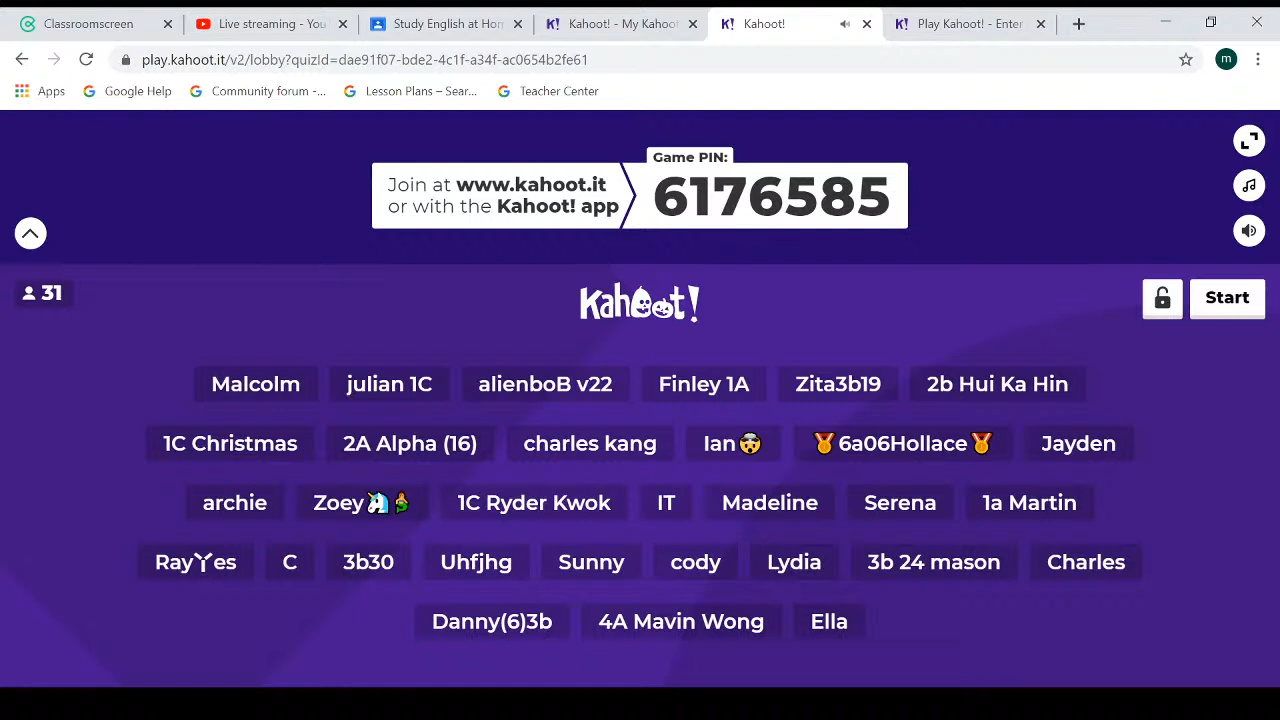 Classroomscreen
Live streaming - You
Study English at Hom
Kahoot! - My Kahoot
Kahoot!
Play Kahoot! - Enter
play.kahoot.it/v2/lobby?quizId=dae91f07-bde2-4c1f-a34f-ac0654b2fe61
m
Apps
Google Help
Community forum -...
Lesson Plans – Sear...
Teacher Center
Game PIN:
Join at www.kahoot.it
or with the Kahoot! app
6176585
31
Kahoot!
Start
Malcolm julian 1C alienboB v22 Finley 1A Zita3b19 2b Hui Ka Hin
1C Christmas 2A Alpha (16) charles kang Ian🤯 🏅6a06Hollace🏅 Jayden
archie Zoey🦄🧜‍♀️ 1C Ryder Kwok IT Madeline Serena 1a Martin
RayYes C 3b30 Uhfjhg Sunny cody Lydia 3b 24 mason Charles
Danny(6)3b 4A Mavin Wong Ella